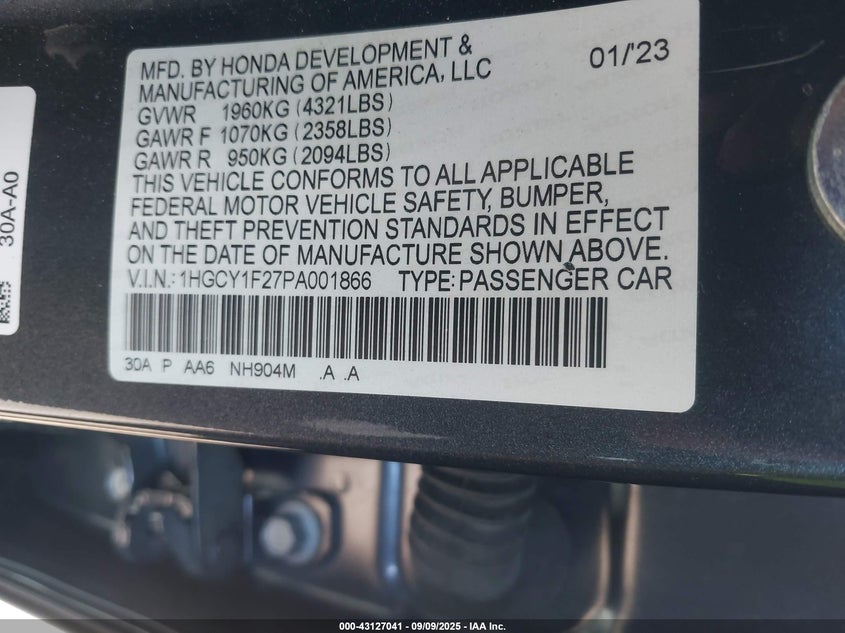 MFD. BY HONDA DEVELOPMENT & 01/'23
MANUFACTURING OF AMERICA, LLC
GVWR 1960KG (4321LBS)
GAWR F 1070KG (2358LBS)
GAWR R 950KG (2094LBS)
THIS VEHICLE CONFORMS TO ALL APPLICABLE
FEDERAL MOTOR VEHICLE SAFETY, BUMPER,
AND THEFT PREVENTION STANDARDS IN EFFECT
ON THE DATE OF MANUFACTURE SHOWN ABOVE.
V.I.N.: 1HGCY1F27PA001866 TYPE: PASSENGER CAR
30A P AA6 NH904M .A .A
30A-A0
000-43127041 - 09/09/2025 - IAA Inc.